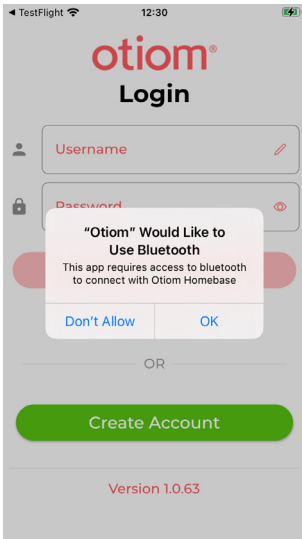 ◀ TestFlight 12:30
otiom®
Login
Username
Password
“Otiom” Would Like to
Use Bluetooth
This app requires access to bluetooth
to connect with Otiom Homebase
Don't Allow OK
OR
Create Account
Version 1.0.63